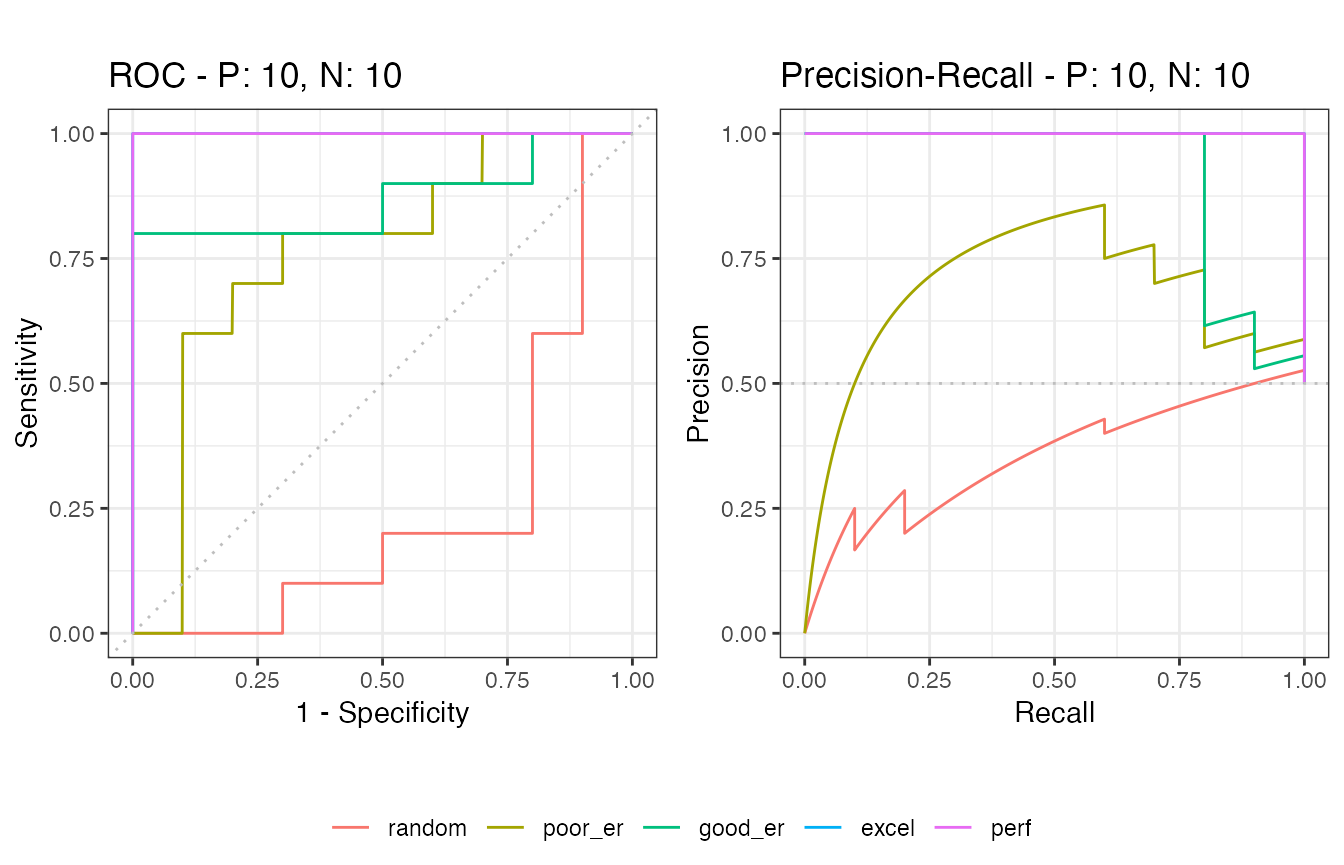 ROC - P: 10, N: 10
1.00
0.75
0.50
0.25
0.00
Sensitivity
0.00 0.25 0.50 0.75 1.00
1 - Specificity
Precision-Recall - P: 10, N: 10
1.00
0.75
0.50
0.25
0.00
Precision
0.00 0.25 0.50 0.75 1.00
Recall
random poor_er good_er excel perf